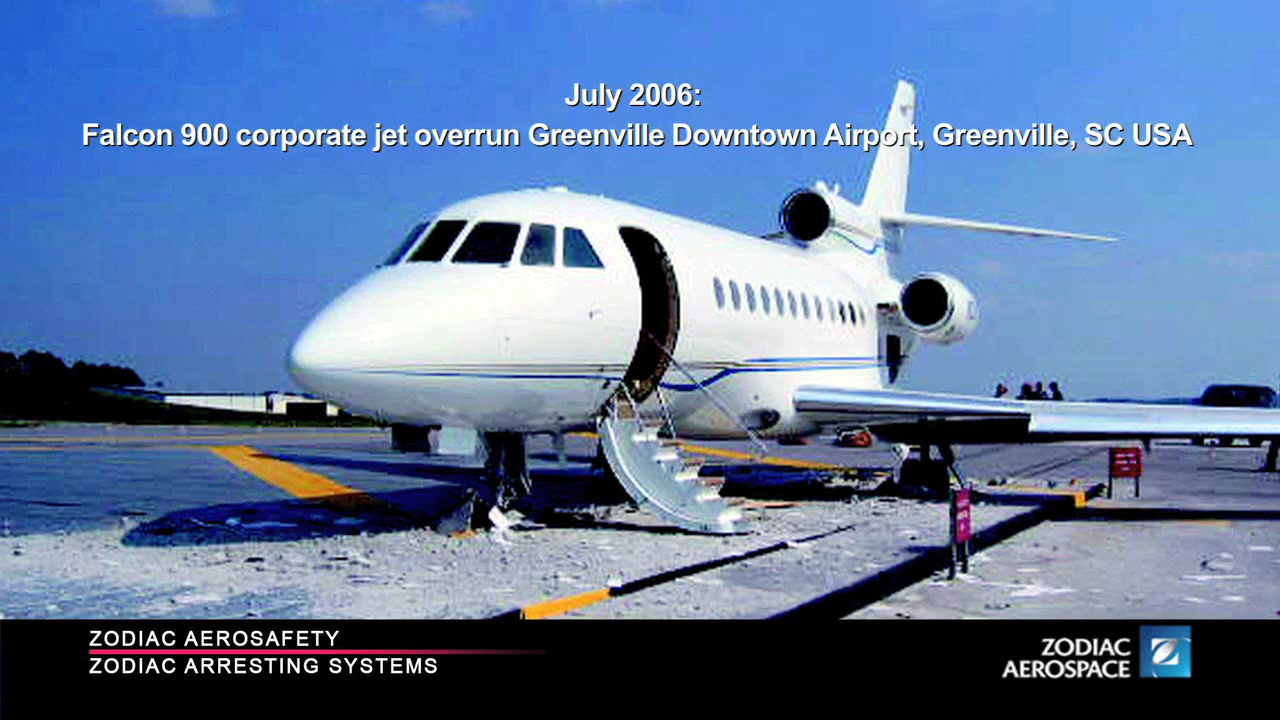 July 2006:
Falcon 900 corporate jet overrun Greenville Downtown Airport, Greenville, SC USA
ZODIAC AEROSAFETY
ZODIAC ARRESTING SYSTEMS
ZODIAC
AEROSPACE